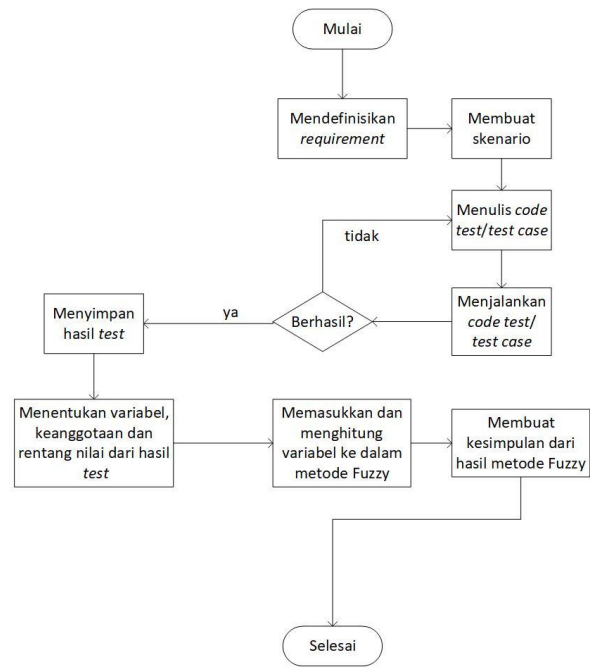 Mulai
Mendefinisikan
requirement
Membuat
skenario
Menulis code
test/test case
tidak
Menjalankan
code test/
test case
Berhasil?
ya
Menyimpan
hasil test
Menentukan variabel,
keanggotaan dan
rentang nilai dari hasil
test
Memasukkan dan
menghitung
variabel ke dalam
metode Fuzzy
Membuat
kesimpulan dari
hasil metode Fuzzy
Selesai